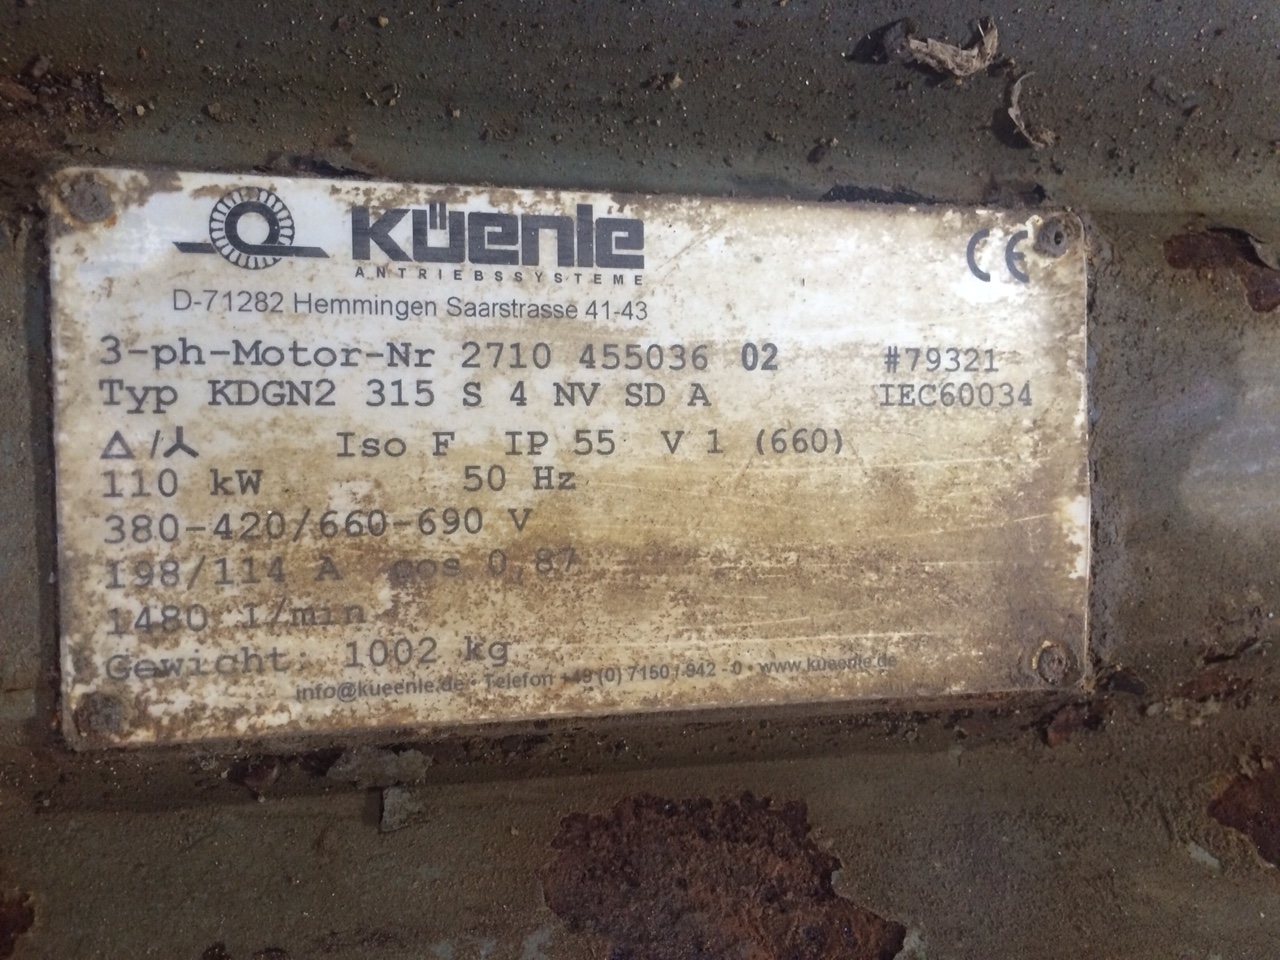 Küenle
ANTRIEBSSYSTEME
CE
D-71282 Hemmingen Saarstrasse 41-43
3-ph-Motor-Nr 2710 455036 02 #79321
Typ KDGN2 315 S 4 NV SD A IEC60034
Δ/⅄ Iso F IP 55 V 1 (660)
110 kW 50 Hz
380-420/660-690 V
198/114 A cos 0,87
1480 1/min
Gewicht: 1002 kg
info@kueenle.de · Telefon +49 (0) 7150 / 942 - 0 · www.kueenle.de